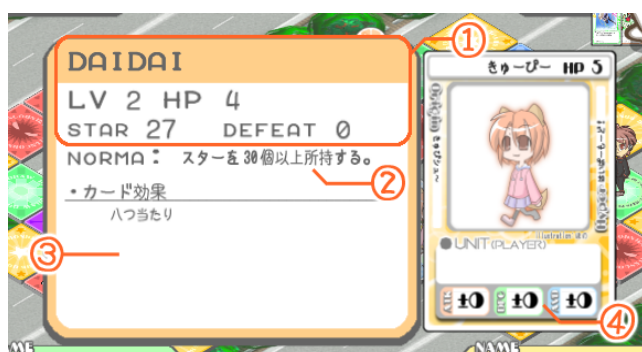 DAIDAI
①
LV 2 HP 4
STAR 27 DEFEAT 0
NORMA: スターを30個以上所持する。
②
・カード効果
八つ当たり
③
きゅーぴー HP 5
UNIT(PLAYER)
±0 ±0 ±0
④
NAME